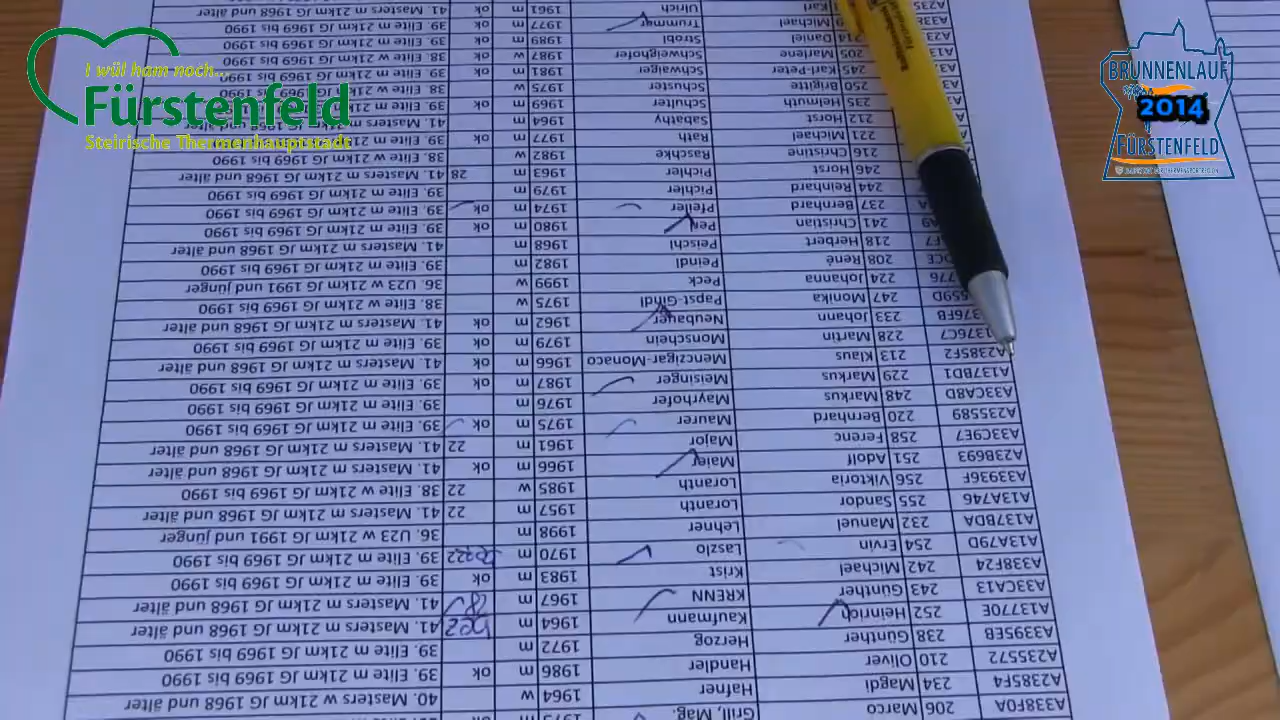 I wül ham noch...
Fürstenfeld
Steirische Thermenhauptstadt
BRUNNENLAUF
2014
FÜRSTENFELD
A338F0A 206 Marco Grill, Mag.
A2385F4 234 Magdi Hafner 1964 w 40. Masters w 21km JG 1968 und älter
A235572 210 Oliver Handler 1986 m ok 39. Elite m 21km JG 1969 bis 1990
A3395EB 238 Günther Herzog 1972 m 39. Elite m 21km JG 1969 bis 1990
A13770E 252 Heinrich Kaufmann 1964 m 41. Masters m 21km JG 1968 und älter
A33CA13 243 Günther KRENN 1967 m 41. Masters m 21km JG 1968 und älter
A338F24 242 Michael Krist 1983 m ok 39. Elite m 21km JG 1969 bis 1990
A13A79D 254 Ervin Laszlo 1970 m 39. Elite m 21km JG 1969 bis 1990
A137BDA 232 Manuel Lehner 1998 m 36. U23 w 21km JG 1991 und jünger
A13A746 255 Sandor Loranth 1957 m 22 41. Masters m 21km JG 1968 und älter
A33936F 256 Viktoria Loranth 1985 w 22 38. Elite w 21km JG 1969 bis 1990
A23B693 251 Adolf Maier 1966 m ok 41. Masters m 21km JG 1968 und älter
A33C9E7 258 Ferenc Major 1961 m 22 41. Masters m 21km JG 1968 und älter
A2355B9 220 Bernhard Maurer 1975 m ok 39. Elite m 21km JG 1969 bis 1990
A33CA8D 248 Markus Mayrhofer 1976 m 39. Elite m 21km JG 1969 bis 1990
A137BD1 229 Markus Meisinger 1987 m ok 39. Elite m 21km JG 1969 bis 1990
A2385F2 213 Klaus Menczigar-Monaco 1966 m ok 41. Masters m 21km JG 1968 und älter
A1376C7 228 Martin Monschein 1979 m ok 39. Elite m 21km JG 1969 bis 1990
376FB 233 Johann Neubauer 1962 m ok 41. Masters m 21km JG 1968 und älter
559D 247 Monika Papst-Gihdl 1975 w 38. Elite w 21km JG 1969 bis 1990
776 224 Johanna Peck 1999 w 36. U23 w 21km JG 1991 und jünger
208 René Peindl 1982 m 39. Elite m 21km JG 1969 bis 1990
218 Herbert Peischl 1968 m 41. Masters m 21km JG 1968 und älter
241 Christian Perl 1980 m ok 39. Elite m 21km JG 1969 bis 1990
237 Bernhard Pfeiler 1974 m ok 39. Elite m 21km JG 1969 bis 1990
244 Reinhard Pichler 1979 m 39. Elite m 21km JG 1969 bis 1990
246 Horst Pichler 1963 m 28 41. Masters m 21km JG 1968 und älter
216 Christine Raschke 1982 w 38. Elite w 21km JG 1969 bis 1990
221 Michael Rath 1977 m ok 39. Elite m 21km JG 1969 bis 1990
212 Horst Sabathy 1964 m 41. Masters m 21km JG 1968 und älter
235 Helmuth Schulter 1969 m ok 39. Elite m 21km JG 1969 bis 1990
250 Brigitte Schuster 1975 w 38. Elite w 21km JG 1969 bis 1990
245 Karl-Peter Schwaiger 1981 m ok 39. Elite m 21km JG 1969 bis 1990
205 Marlene Schweighofer 1987 w ok 38. Elite w 21km JG 1969 bis 1990
214 Daniel Strobl 1989 m ok 39. Elite m 21km JG 1969 bis 1990
Michael Trummer 1977 m ok 39. Elite m 21km JG 1969 bis 1990
Karl Ulrich 1961 m ok 41. Masters m 21km JG 1968 und älter